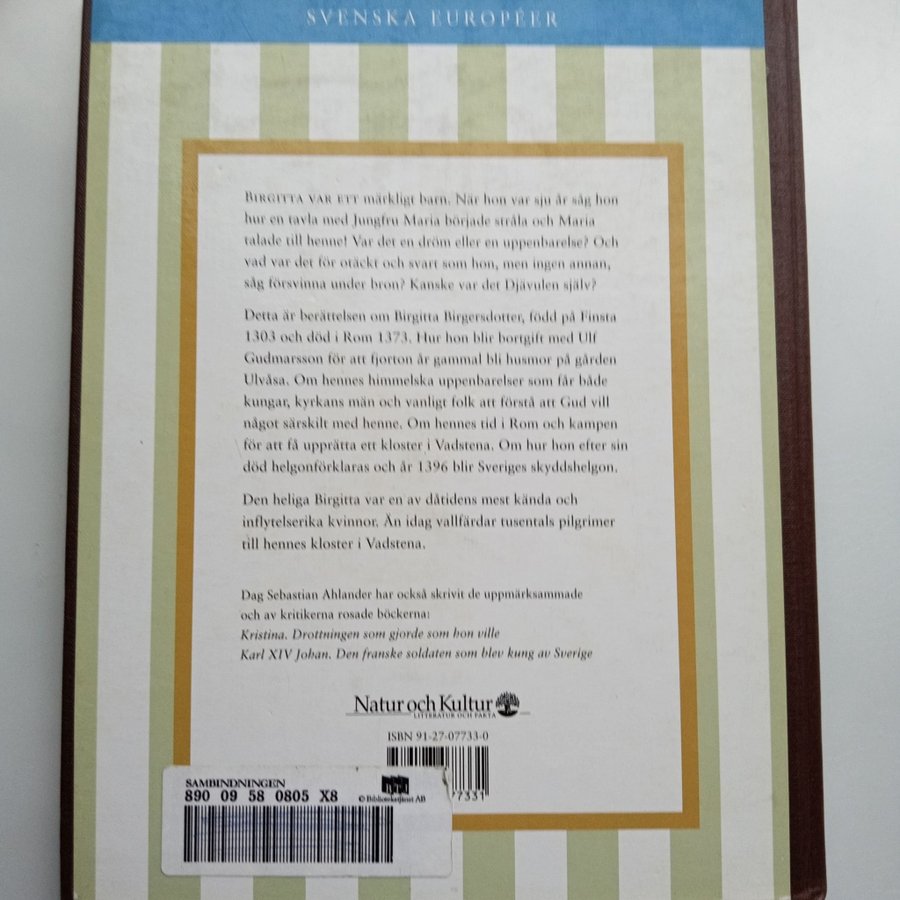 SVENSKA EUROPÉER
BIRGITTA VAR ETT märkligt barn. När hon var sju år såg hon
hur en tavla med Jungfru Maria började stråla och Maria
talade till henne! Var det en dröm eller en uppenbarelse? Och
vad var det för otäckt och svart som hon, men ingen annan,
såg försvinna under bron? Kanske var det Djävulen själv?
Detta är berättelsen om Birgitta Birgersdotter, född på Finsta
1303 och död i Rom 1373. Hur hon blir bortgift med Ulf
Gudmarsson för att fjorton år gammal bli husmor på gården
Ulvåsa. Om hennes himmelska uppenbarelser som får både
kungar, kyrkans män och vanligt folk att förstå att Gud vill
något särskilt med henne. Om hennes tid i Rom och kampen
för att få upprätta ett kloster i Vadstena. Om hur hon efter sin
död helgonförklaras och år 1396 blir Sveriges skyddshelgon.
Den heliga Birgitta var en av dåtidens mest kända och
inflytelserika kvinnor. Än idag vallfärdar tusentals pilgrimer
till hennes kloster i Vadstena.
Dag Sebastian Ahlander har också skrivit de uppmärksammade
och av kritikerna rosade böckerna:
Kristina. Drottningen som gjorde som hon ville
Karl XIV Johan. Den franske soldaten som blev kung av Sverige
Natur och Kultur
LITTERATUR OCH FAKTA
ISBN 91-27-07733-0
77331
SAMBINDNINGEN
890 09 58 0805 X8
BTJ
© Bibliotekstjänst AB